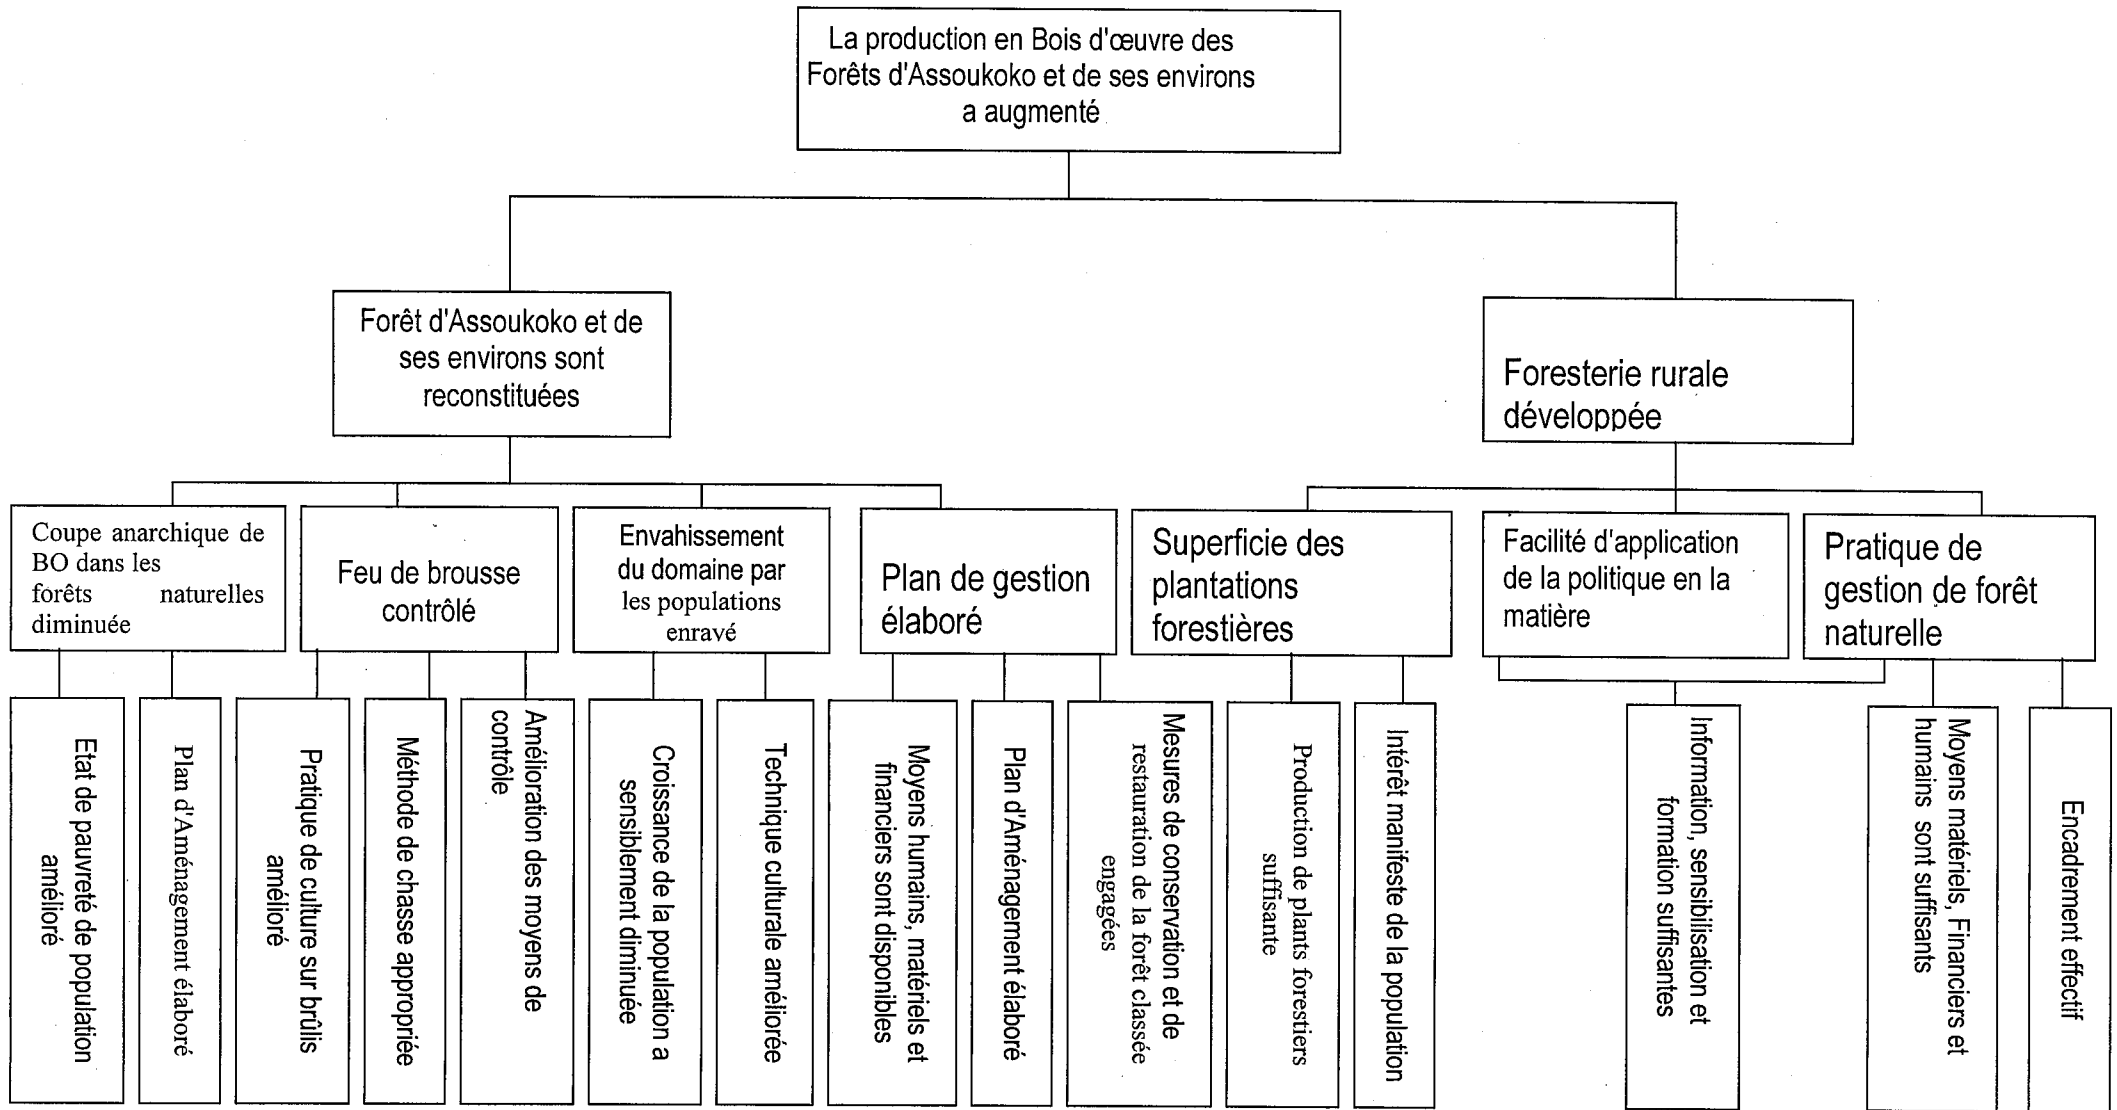 La production en Bois d'œuvre des
Forêts d'Assoukoko et de ses environs
a augmenté
Forêt d'Assoukoko et de
ses environs sont
reconstituées
Foresterie rurale
développée
Coupe anarchique de
BO dans les
forêts naturelles
diminuée
Feu de brousse
contrôlé
Envahissement
du domaine par
les populations
enravé
Plan de gestion
élaboré
Superficie des
plantations
forestières
Facilité d'application
de la politique en la
matière
Pratique de
gestion de forêt
naturelle
Etat de pauvreté de population
amélioré
Plan d'Aménagement élaboré
Pratique de culture sur brûlis
amélioré
Méthode de chasse appropriée
Amélioration des moyens de
contrôle
Croissance de la population a
sensiblement diminuée
Technique culturale améliorée
Moyens humains, matériels et
financiers sont disponibles
Plan d'Aménagement élaboré
Mesures de conservation et de
restauration de la forêt classée
engagées
Production de plants forestiers
suffisante
Intérêt manifeste de la population
Information, sensibilisation et
formation suffisantes
Moyens matériels, Financiers et
humains sont suffisants
Encadrement effectif